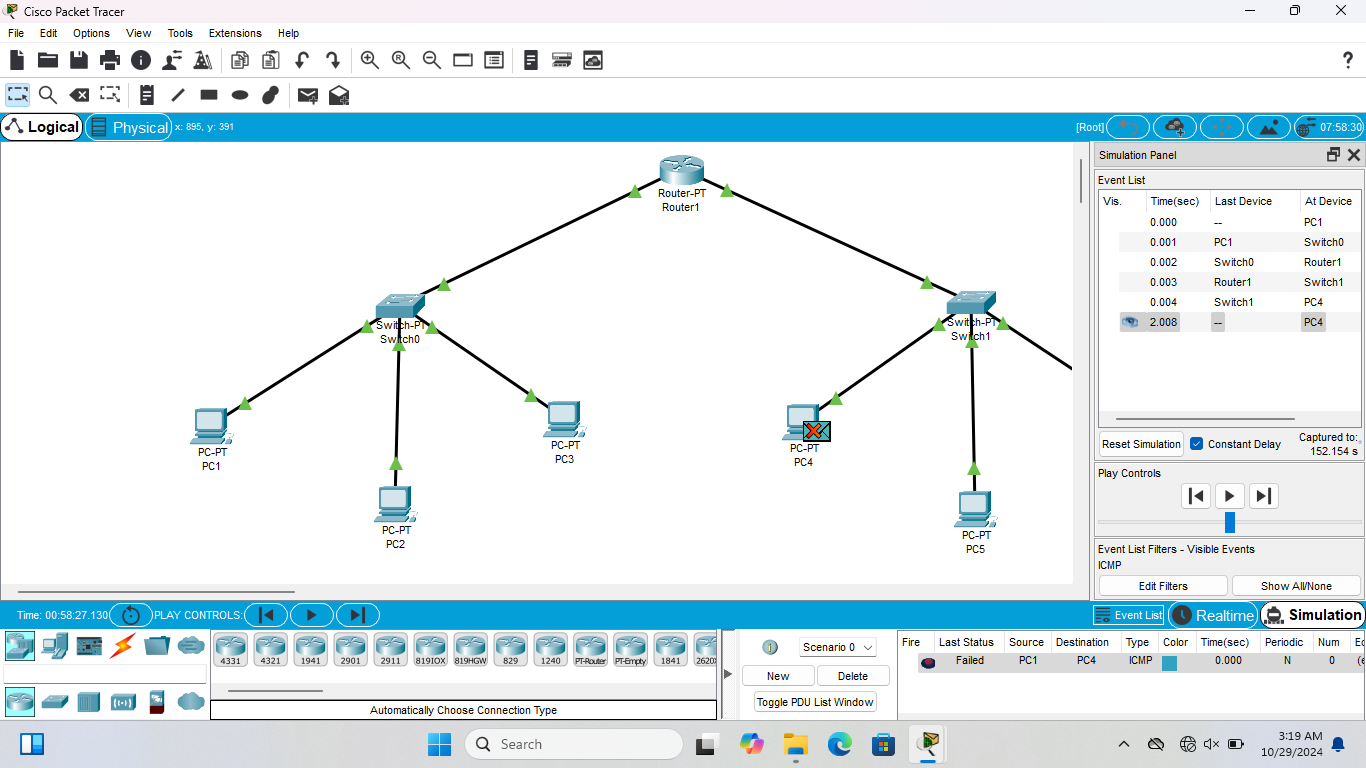 Cisco Packet Tracer
File Edit Options View Tools Extensions Help
?
Logical Physical x: 895, y: 391 [Root] 07:58:30
Router-PT
Router1
Switch-PT
Switch0
Switch-PT
Switch1
PC-PT
PC1
PC-PT
PC3
PC-PT
PC4
PC-PT
PC2
PC-PT
PC5
Simulation Panel
Event List
Vis. Time(sec) Last Device At Device
0.000 -- PC1
0.001 PC1 Switch0
0.002 Switch0 Router1
0.003 Router1 Switch1
0.004 Switch1 PC4
2.008 -- PC4
Reset Simulation Constant Delay Captured to:
152.154 s
Play Controls
Event List Filters - Visible Events
ICMP
Edit Filters Show All/None
Time: 00:58:27.130 PLAY CONTROLS: Event List Realtime Simulation
4331 4321 1941 2901 2911 819IOX 819HGW 829 1240 PT-Router PT-Empty 1841 2620X
Automatically Choose Connection Type
Scenario 0
New Delete
Toggle PDU List Window
Fire Last Status Source Destination Type Color Time(sec) Periodic Num
Failed PC1 PC4 ICMP 0.000 N 0 (e
Search
3:19 AM
10/29/2024